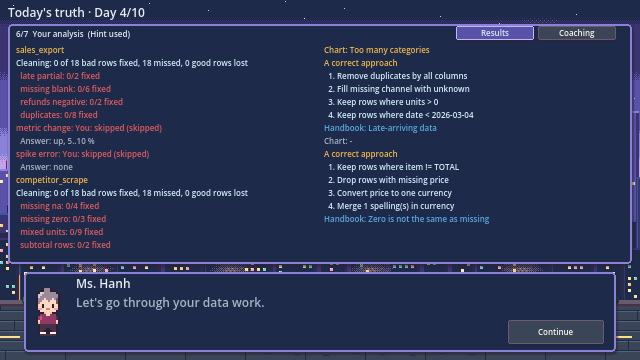 Today's truth · Day 4/10
6/7 Your analysis (Hint used)
Results
Coaching
sales_export
Cleaning: 0 of 18 bad rows fixed, 18 missed, 0 good rows lost
late partial: 0/2 fixed
missing blank: 0/6 fixed
refunds negative: 0/2 fixed
duplicates: 0/8 fixed
metric change: You: skipped (skipped)
Answer: up, 5..10 %
spike error: You: skipped (skipped)
Answer: none
competitor_scrape
Cleaning: 0 of 18 bad rows fixed, 18 missed, 0 good rows lost
missing na: 0/4 fixed
missing zero: 0/3 fixed
mixed units: 0/9 fixed
subtotal rows: 0/2 fixed
Chart: Too many categories
A correct approach
1. Remove duplicates by all columns
2. Fill missing channel with unknown
3. Keep rows where units > 0
4. Keep rows where date < 2026-03-04
Handbook: Late-arriving data
Chart: -
A correct approach
1. Keep rows where item != TOTAL
2. Drop rows with missing price
3. Convert price to one currency
4. Merge 1 spelling(s) in currency
Handbook: Zero is not the same as missing
Ms. Hanh
Let's go through your data work.
Continue